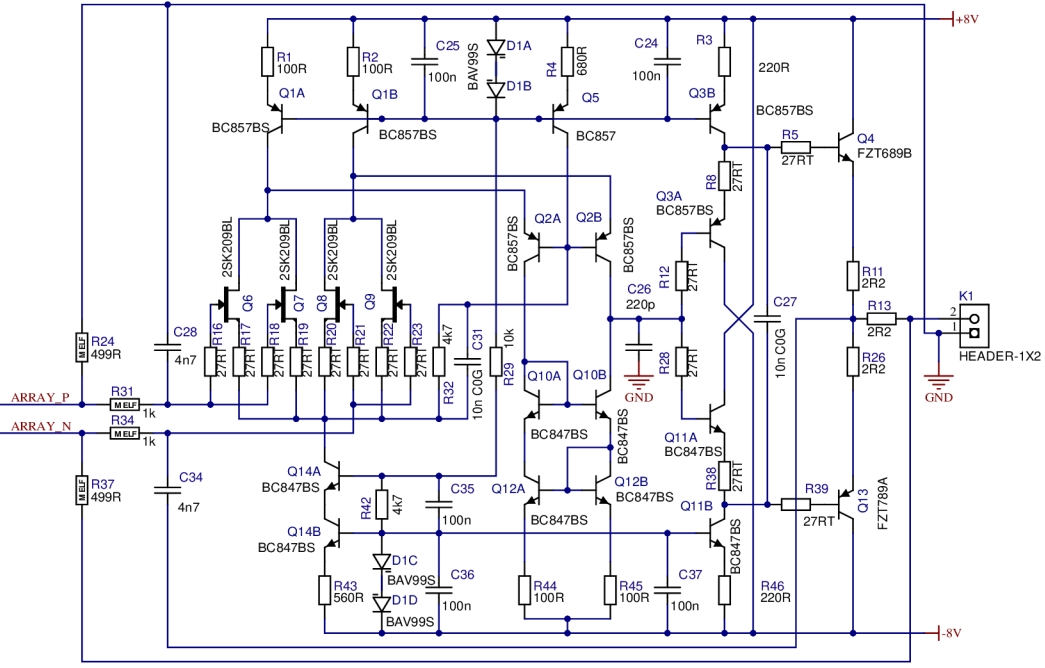 +8V
R1
100R
R2
100R
C25
100n
BAV99S
D1A
D1B
R4
680R
C24
100n
R3
220R
Q1A
BC857BS
Q1B
BC857BS
Q5
BC857
Q3B
BC857BS
R5
27RT
Q4
FZT689B
R8
27RT
Q3A
BC857BS
2SK209BL
2SK209BL
2SK209BL
2SK209BL
BC857BS
Q2A
Q2B
BC857BS
R12
27RT
R11
2R2
C26
220p
C27
10n C0G
R13
2R2
K1
2
1
HEADER-1X2
Q6
Q7
Q8
Q9
R16
27RT
R17
27RT
R18
27RT
R19
27RT
R20
27RT
R21
27RT
R22
27RT
R23
27RT
4k7
R32
C31
10n C0G
10k
R29
R24
MELF
499R
C28
4n7
R28
27RT
R26
2R2
GND
GND
Q10A
Q10B
BC847BS
BC847BS
ARRAY_P
R31
MELF
1k
ARRAY_N
R34
MELF
1k
Q11A
BC847BS
R37
MELF
499R
C34
4n7
Q14A
BC847BS
R42
4k7
C35
100n
Q12A
BC847BS
Q12B
BC847BS
R38
27RT
R39
27RT
Q13
FZT789A
Q11B
BC847BS
Q14B
BC847BS
D1C
BAV99S
D1D
BAV99S
C36
100n
R43
560R
R44
100R
R45
100R
C37
100n
R46
220R
-8V